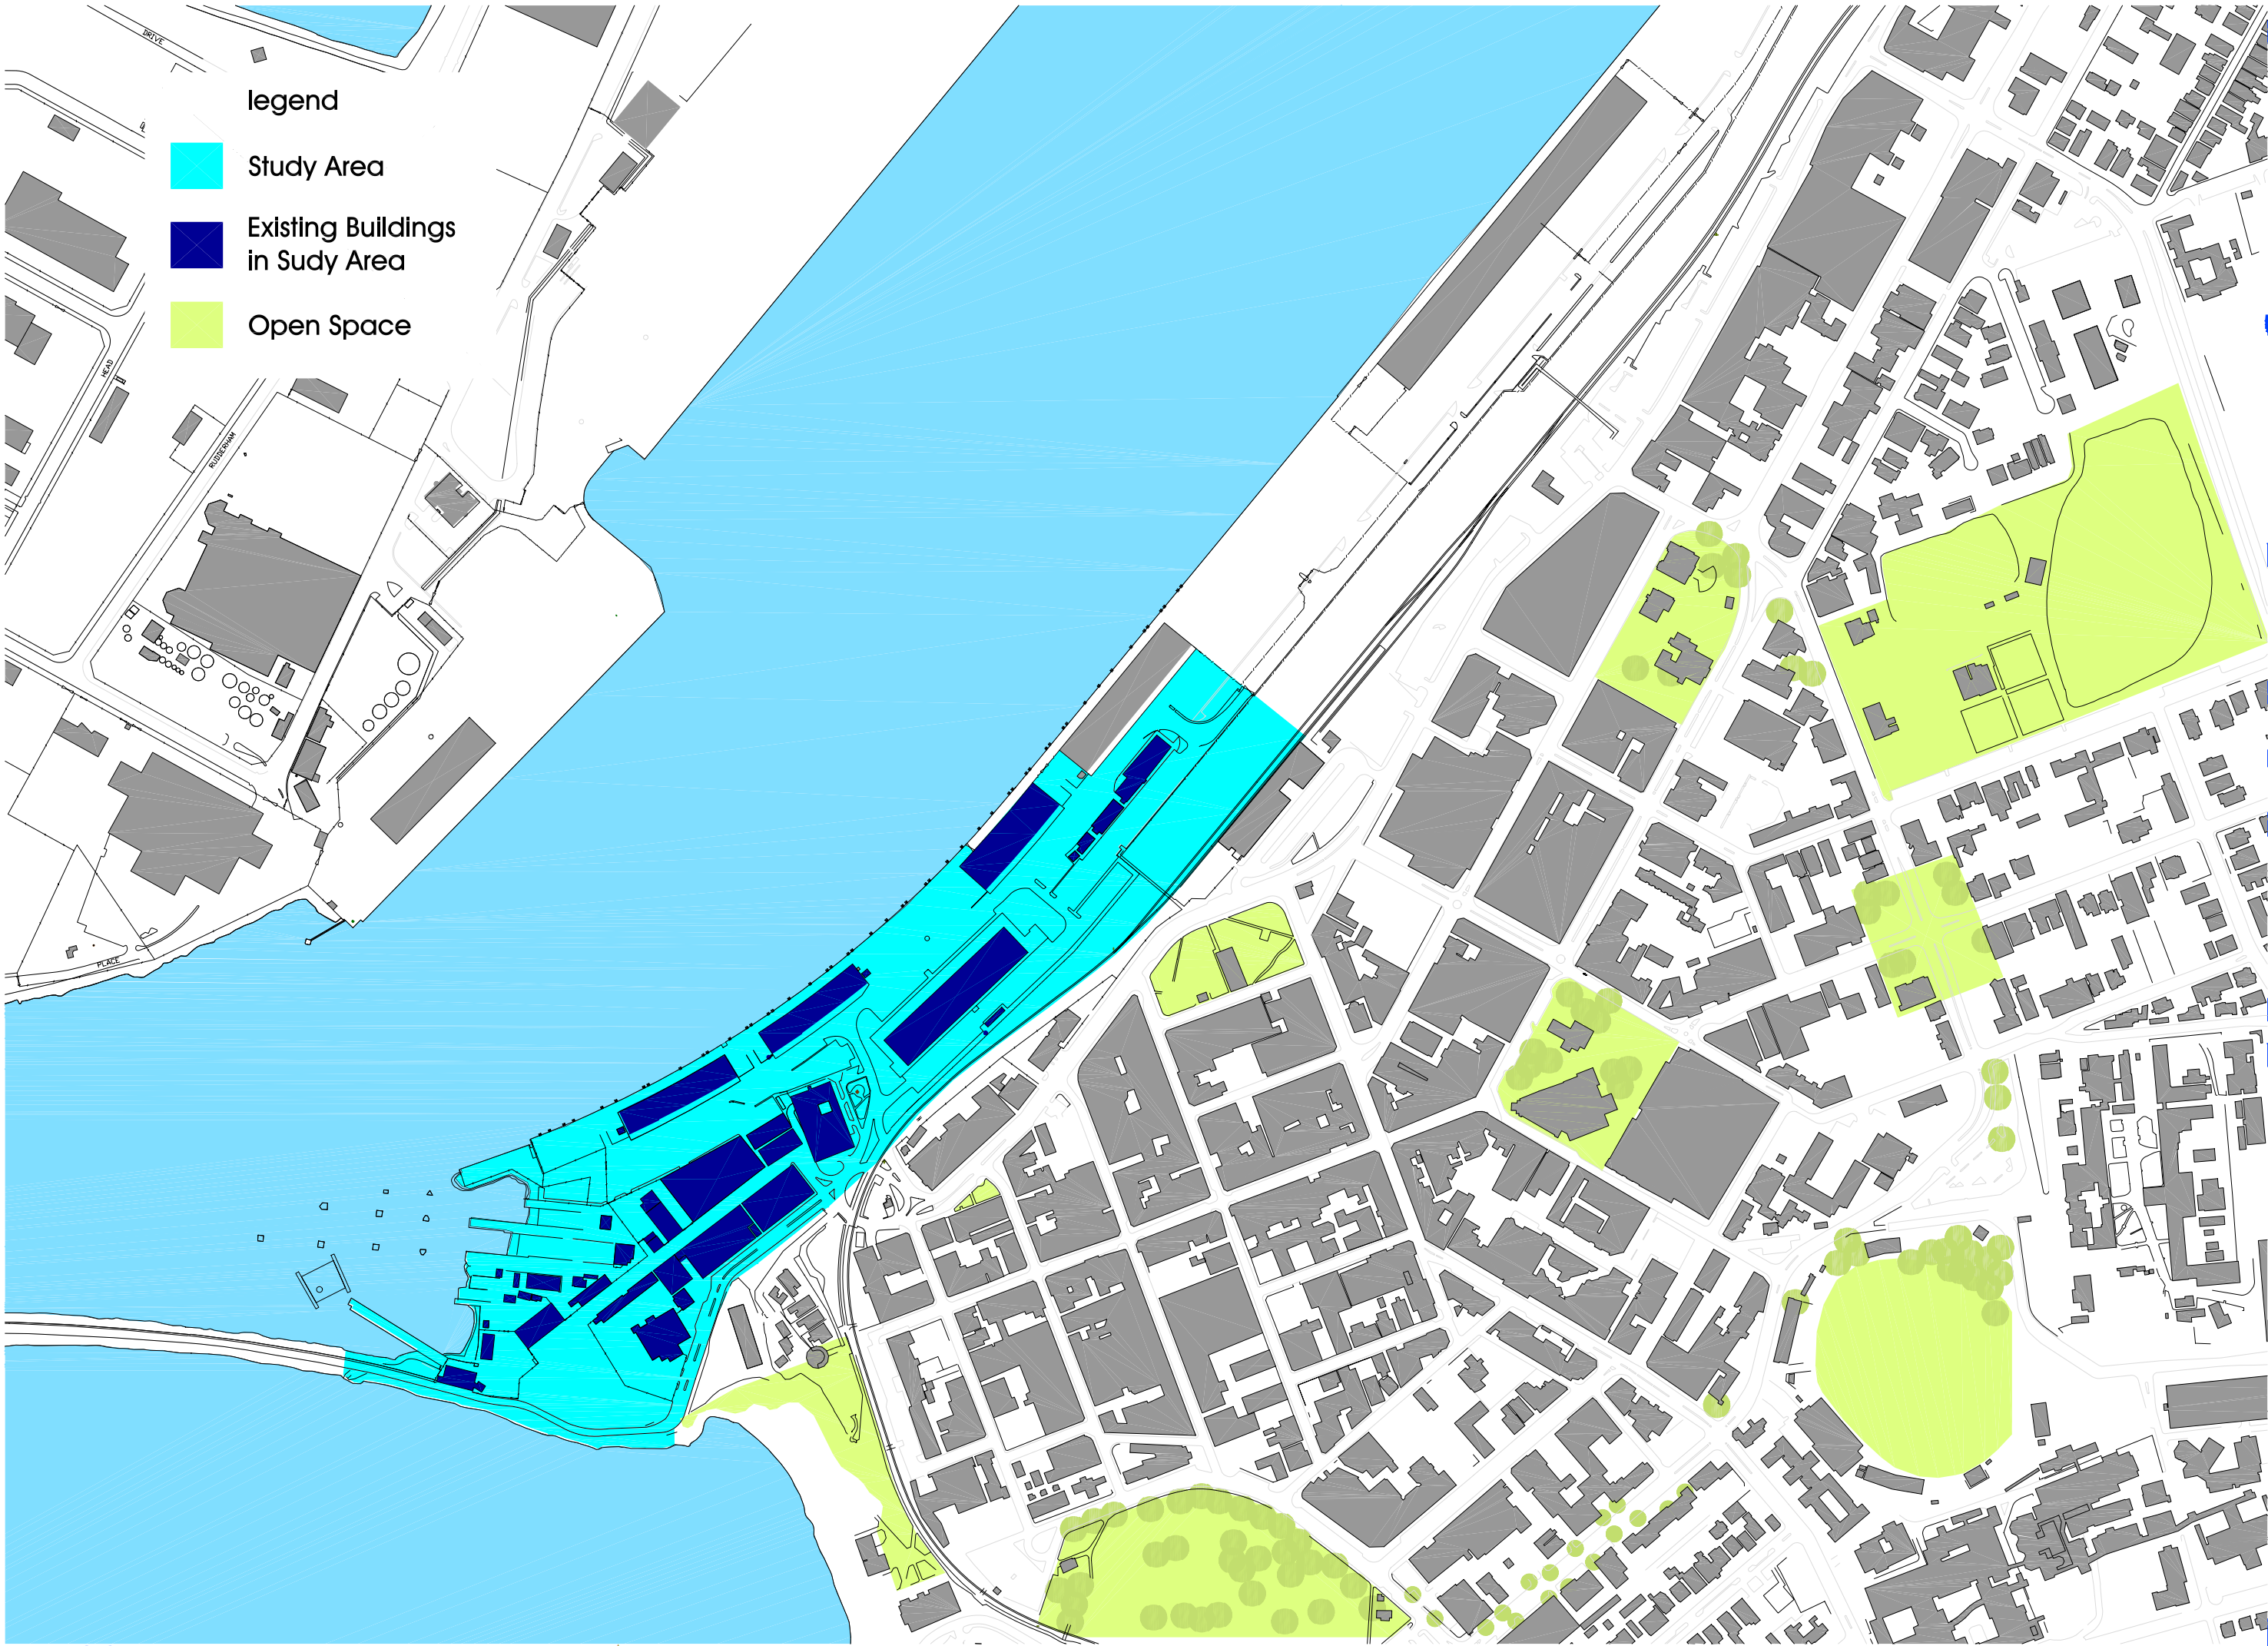 DRIVE
legend
Study Area
Existing Buildings
in Sudy Area
Open Space
HEAD
RUDDERHAM
PLACE